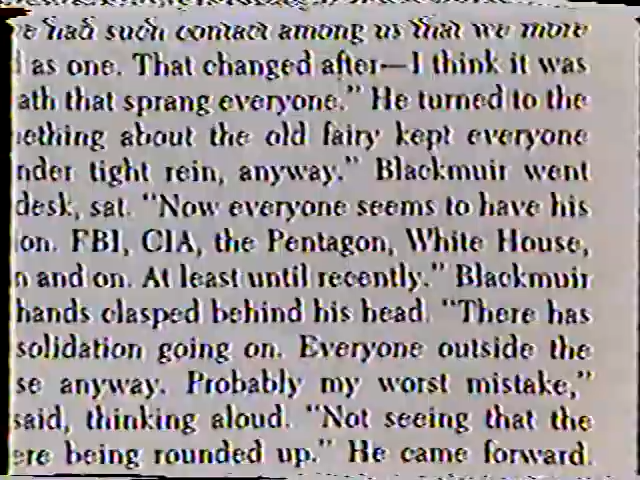 e had such contact among us that we more
as one. That changed after—I think it was
ath that sprang everyone." He turned to the
ething about the old fairy kept everyone
nder tight rein, anyway." Blackmuir went
desk, sat. "Now everyone seems to have his
on. FBI, CIA, the Pentagon, White House,
n and on. At least until recently." Blackmuir
hands clasped behind his head. "There has
solidation going on. Everyone outside the
se anyway. Probably my worst mistake,"
said, thinking aloud. "Not seeing that the
ere being rounded up." He came forward.